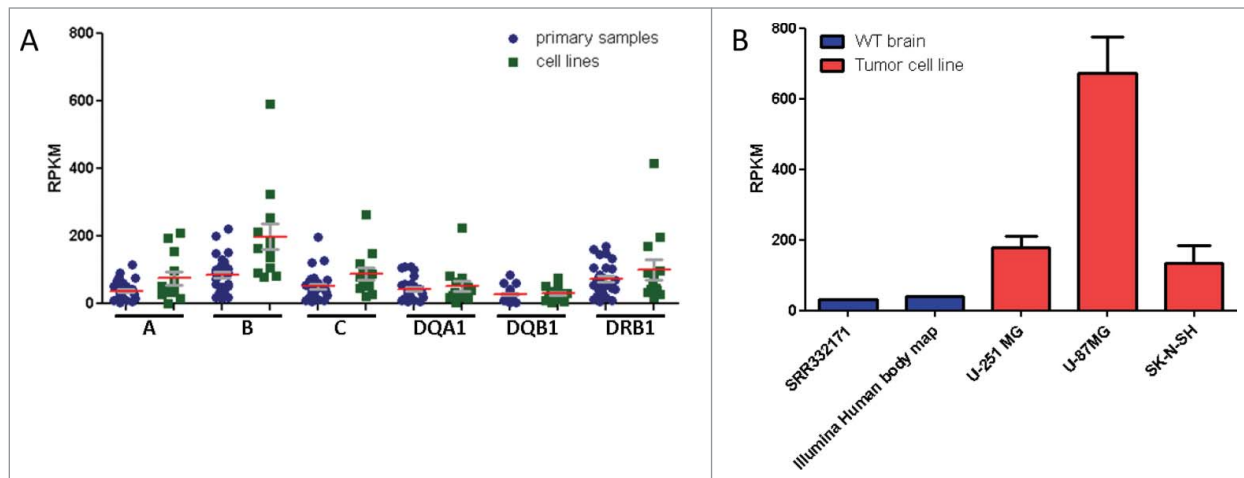 A
800
600
400
200
0
RPKM
primary samples
cell lines
A B C DQA1 DQB1 DRB1
B
800
600
400
200
0
RPKM
WT brain
Tumor cell line
SRR332171
Illumina Human body map
U-251 MG
U-87MG
SK-N-SH